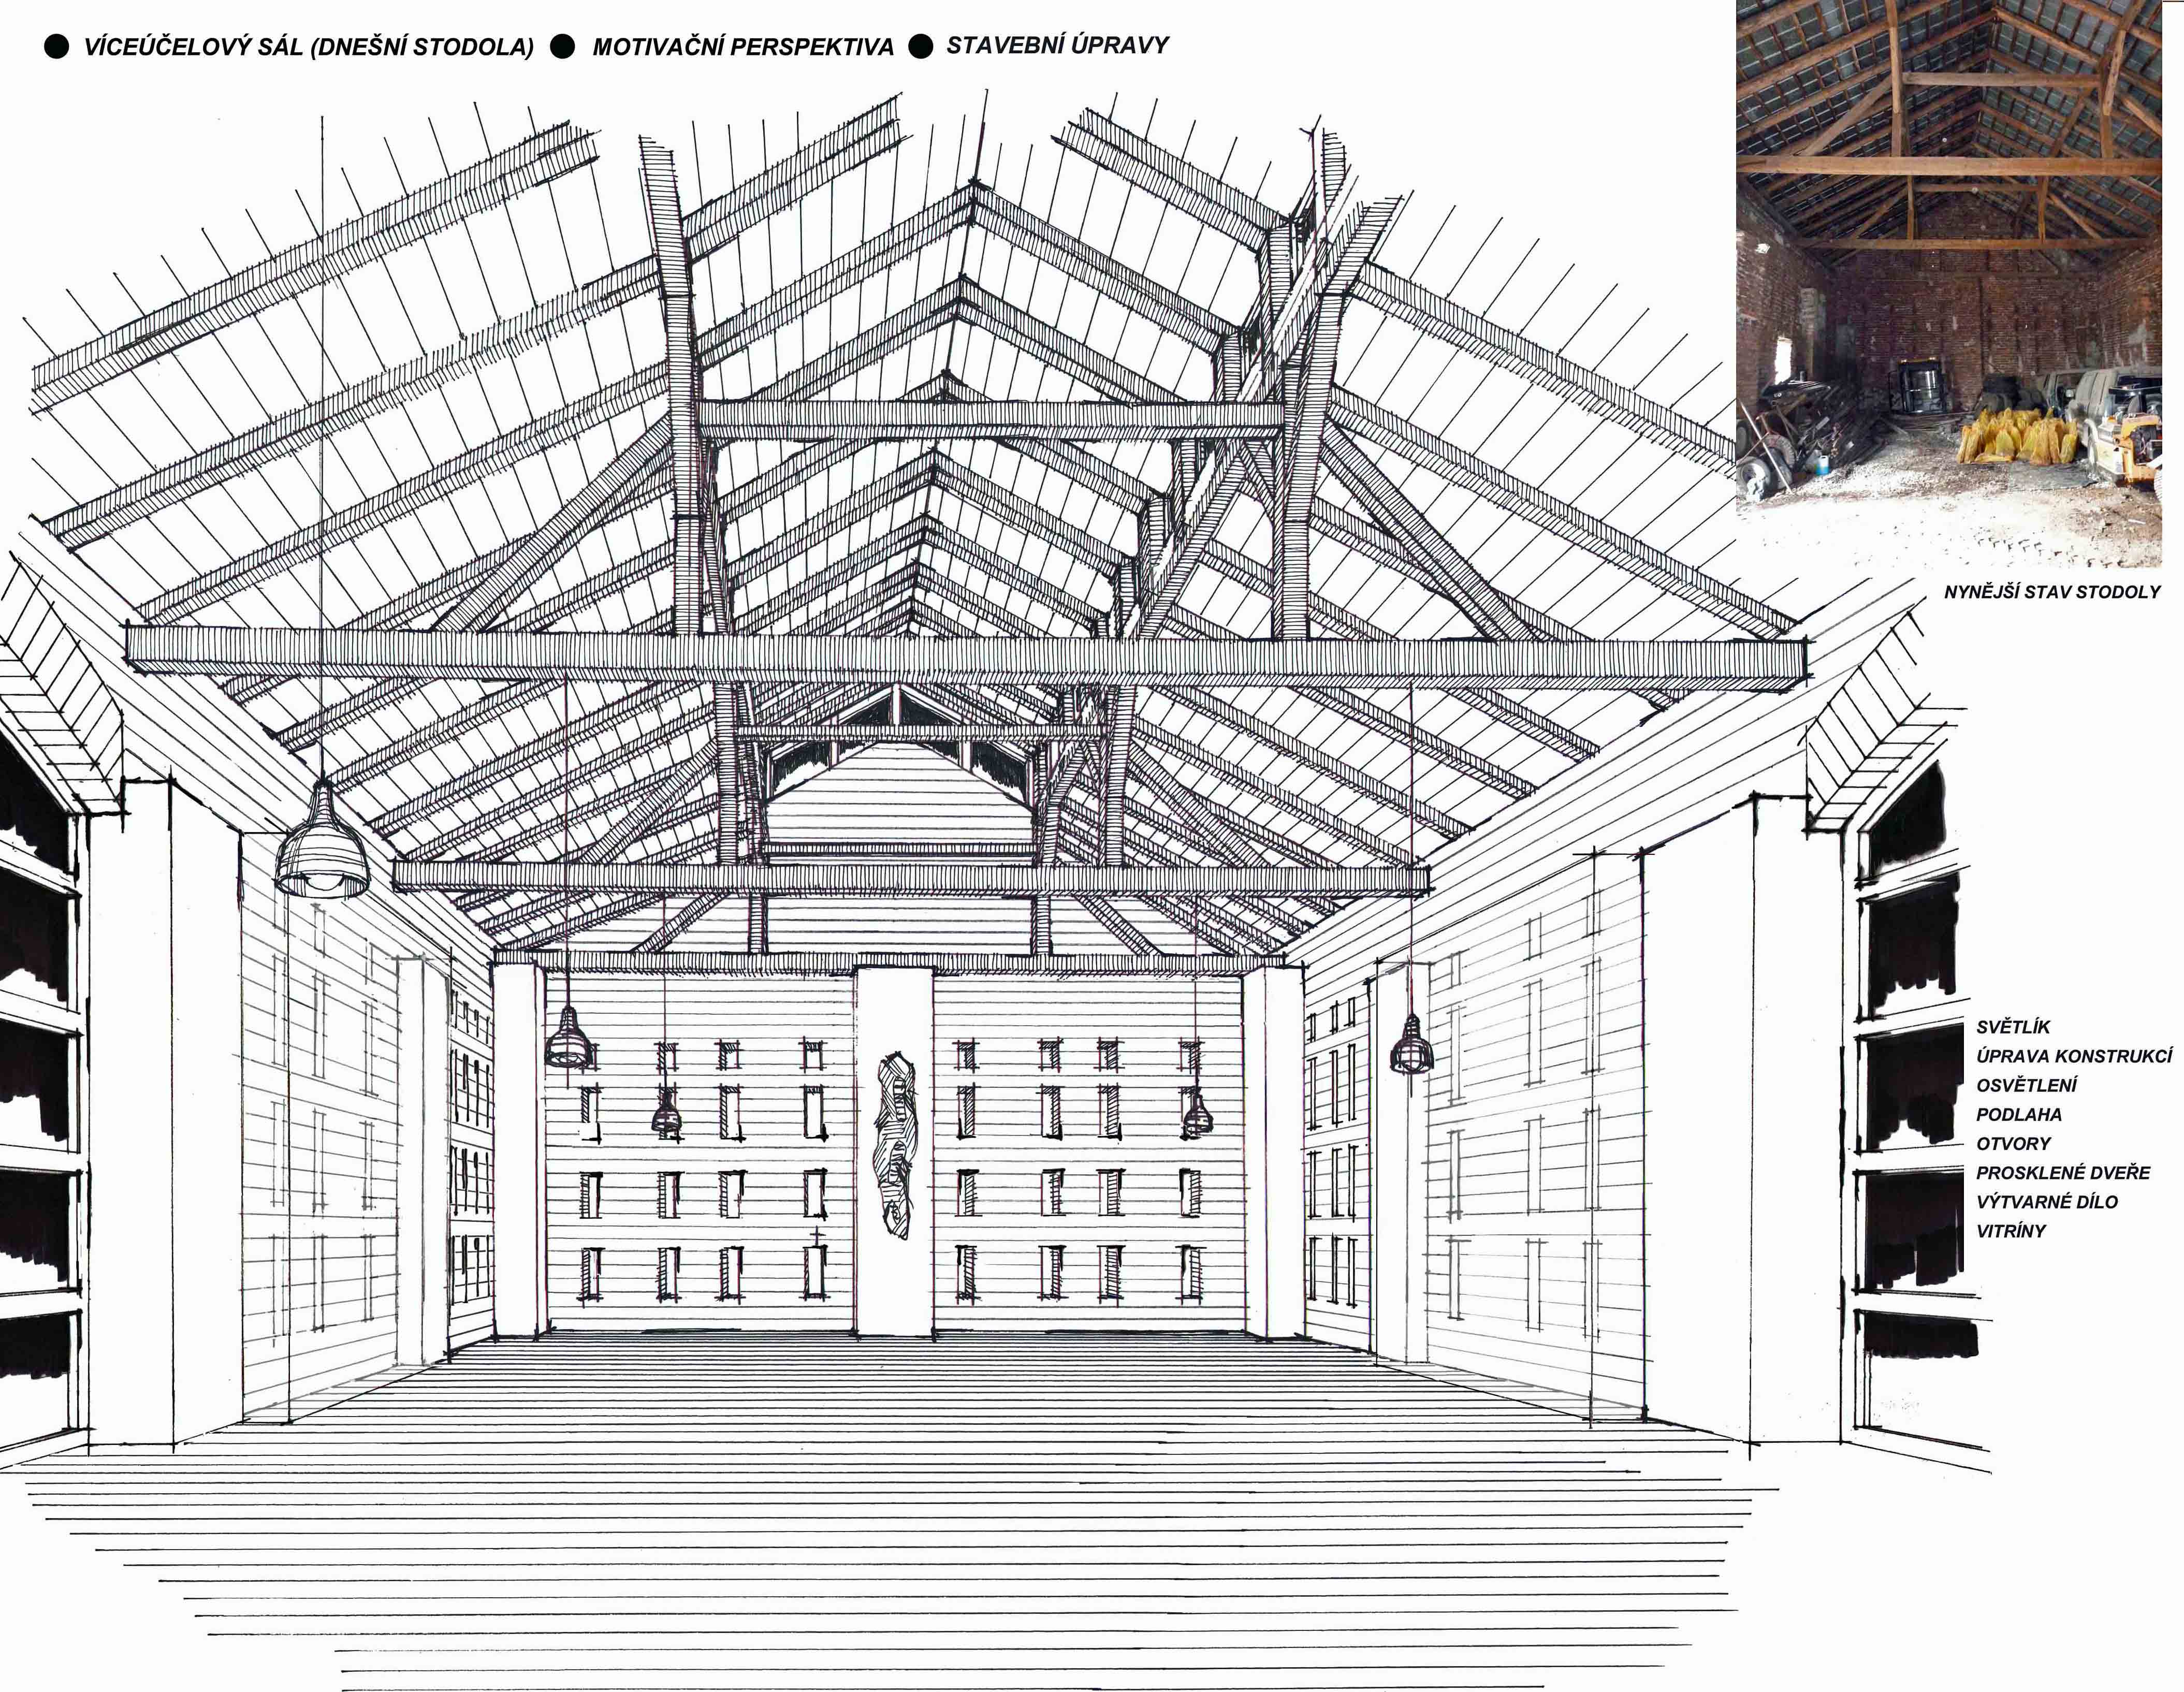 ● VÍCEÚČELOVÝ SÁL (DNEŠNÍ STODOLA) ● MOTIVAČNÍ PERSPEKTIVA ● STAVEBNÍ ÚPRAVY
NYNĚJŠÍ STAV STODOLY
SVĚTLÍK
ÚPRAVA KONSTRUKCÍ
OSVĚTLENÍ
PODLAHA
OTVORY
PROSKLENÉ DVEŘE
VÝTVARNÉ DÍLO
VITRÍNY